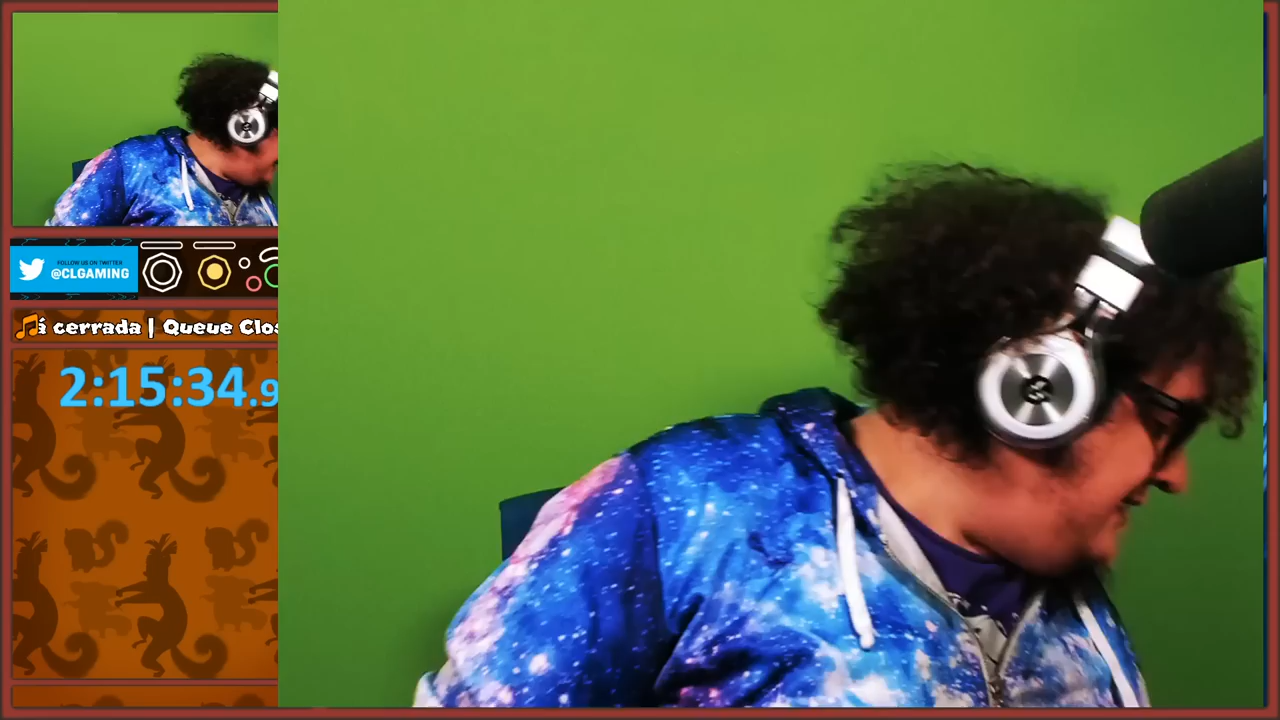 FOLLOW US ON TWITTER
@CLGAMING
á cerrada | Queue Clos
2:15:34.9